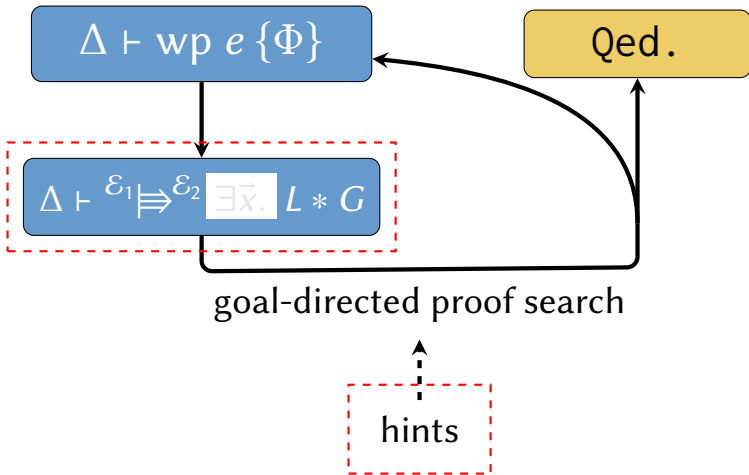 Δ ⊢ wp e {Φ}
Qed.
Δ ⊢ ℰ₁|⇛ℰ₂ ∃x⃗. L ∗ G
goal-directed proof search
hints